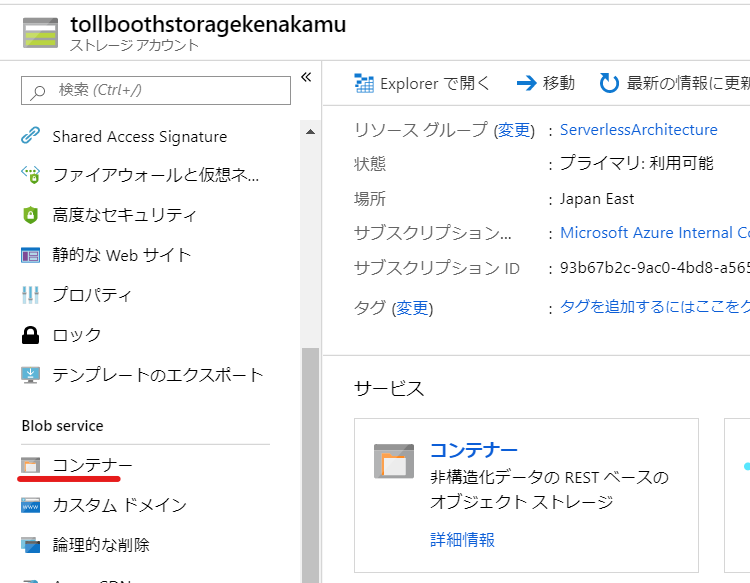 tollboothstoragekenakamu
ストレージ アカウント
検索 (Ctrl+/)
«
Shared Access Signature
ファイアウォールと仮想ネ...
高度なセキュリティ
静的な Web サイト
プロパティ
ロック
テンプレートのエクスポート
Blob service
コンテナー
カスタム ドメイン
論理的な削除
Explorer で開く
移動
最新の情報に更新
リソース グループ (変更) : ServerlessArchitecture
状態 : プライマリ: 利用可能
場所 : Japan East
サブスクリプション... : Microsoft Azure Internal
サブスクリプション ID : 93b67b2c-9ac0-4bd8-a565
タグ (変更) : タグを追加するにはここを
サービス
コンテナー
非構造化データの REST ベースの
オブジェクト ストレージ
詳細情報